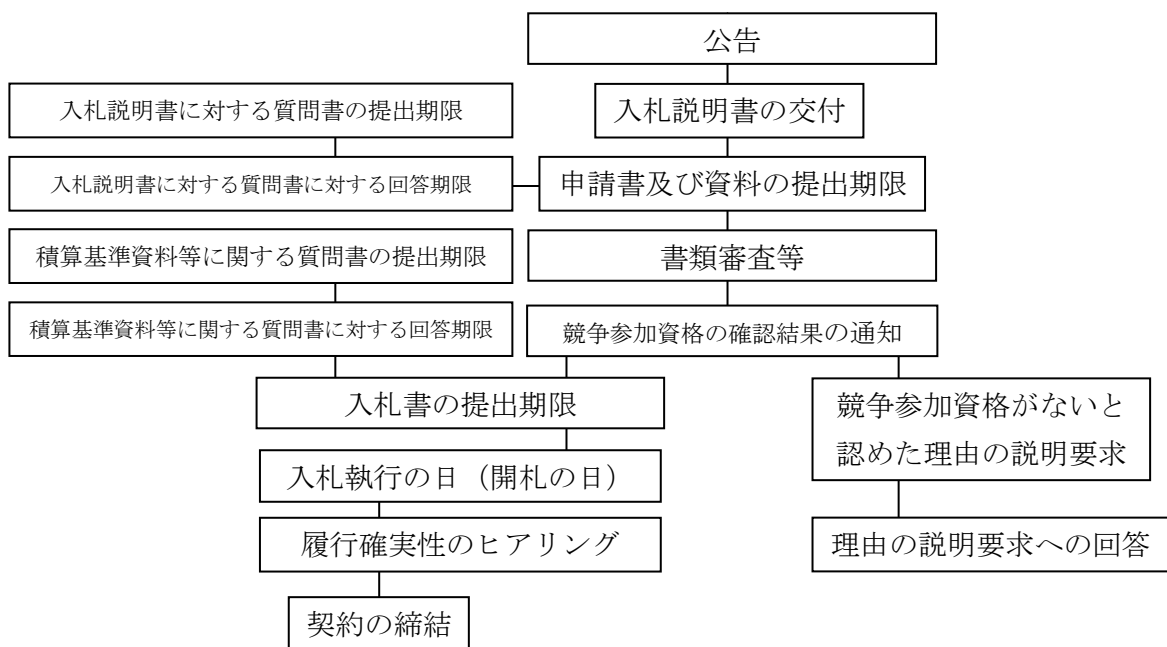 公告
入札説明書に対する質問書の提出期限
入札説明書の交付
入札説明書に対する質問書に対する回答期限
申請書及び資料の提出期限
積算基準資料等に関する質問書の提出期限
書類審査等
積算基準資料等に関する質問書に対する回答期限
競争参加資格の確認結果の通知
入札書の提出期限
競争参加資格がないと
認めた理由の説明要求
入札執行の日（開札の日）
履行確実性のヒアリング
理由の説明要求への回答
契約の締結